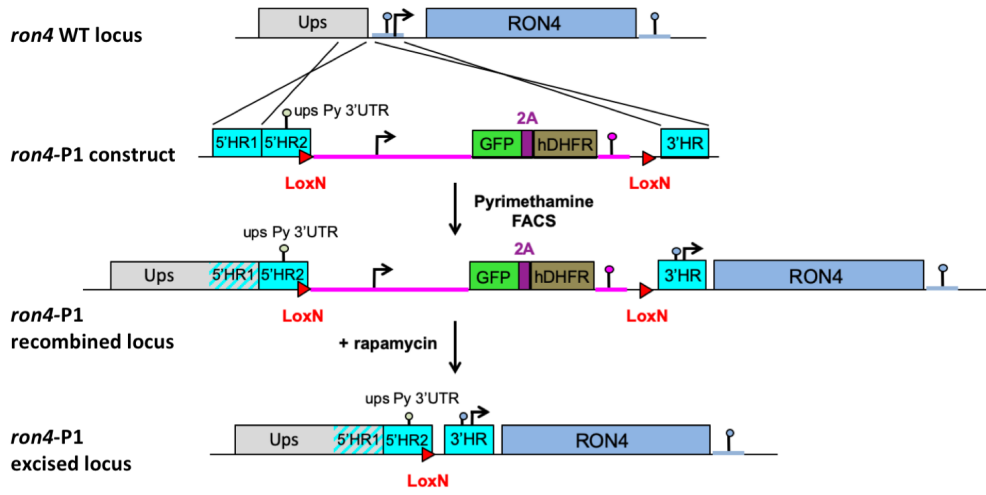 ron4 WT locus
Ups
RON4
ups Py 3'UTR
2A
ron4-P1 construct
5'HR1
5'HR2
GFP
hDHFR
3'HR
LoxN
LoxN
Pyrimethamine
FACS
ups Py 3'UTR
2A
Ups
5'HR1
5'HR2
GFP
hDHFR
3'HR
RON4
LoxN
LoxN
ron4-P1
recombined locus
+ rapamycin
ups Py 3'UTR
ron4-P1
excised locus
Ups
5'HR1
5'HR2
3'HR
RON4
LoxN